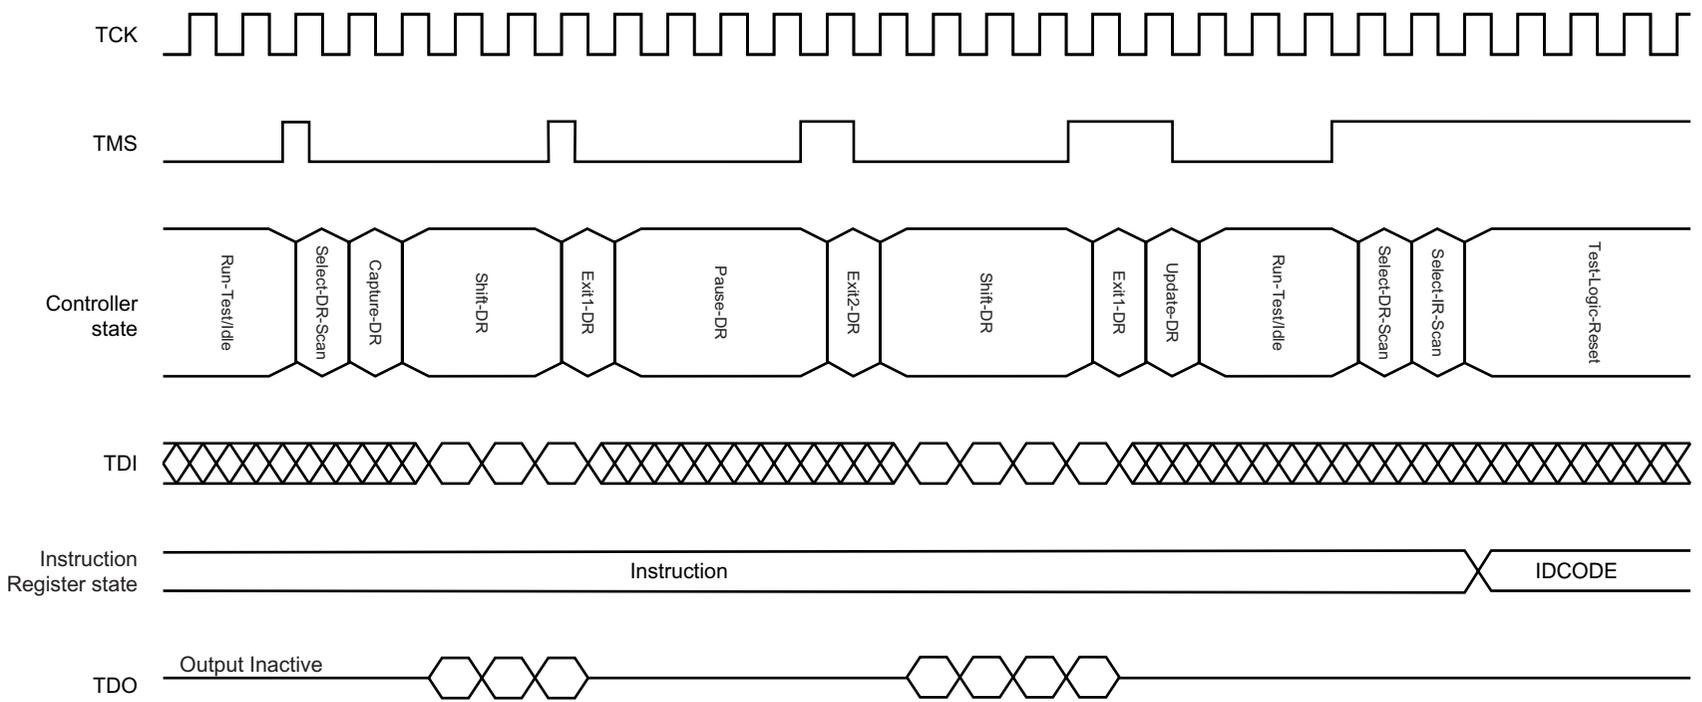 TCK
TMS
Controller
state
Run-Test/Idle
Select-DR-Scan
Capture-DR
Shift-DR
Exit1-DR
Pause-DR
Exit2-DR
Shift-DR
Exit1-DR
Update-DR
Run-Test/Idle
Select-DR-Scan
Select-IR-Scan
Test-Logic-Reset
TDI
Instruction
Register state
Instruction
IDCODE
TDO
Output Inactive